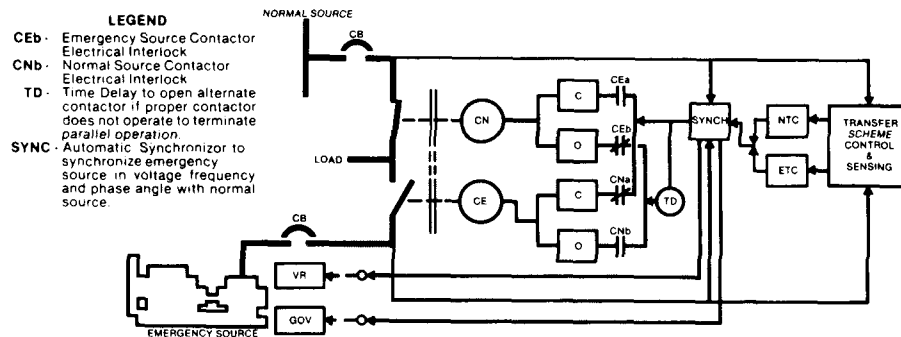 LEGEND
CEb - Emergency Source Contactor
Electrical Interlock
CNb - Normal Source Contactor
Electrical Interlock
TD - Time Delay to open alternate
contactor if proper contactor
does not operate to terminate
parallel operation.
SYNC - Automatic Synchronizor to
synchronize emergency
source in voltage frequency
and phase angle with normal
source.
NORMAL SOURCE
CB
CN
C
O
CEa
CEb
SYNCH
NTC
ETC
TRANSFER
SCHEME
CONTROL
&
SENSING
LOAD
CE
C
O
CNa
CNb
TD
CB
VR
GOV
EMERGENCY SOURCE